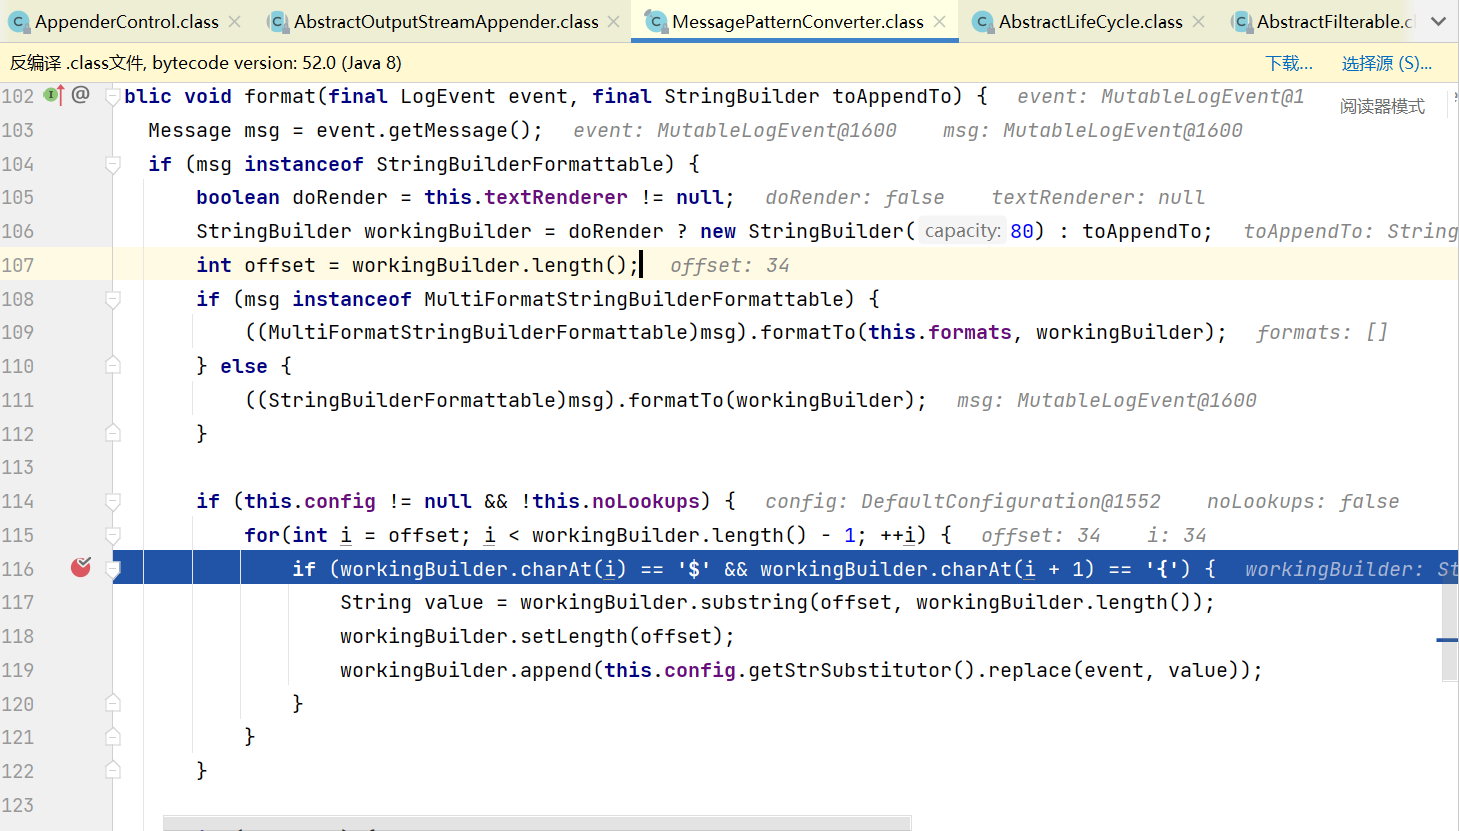 AppenderControl.class AbstractOutputStreamAppender.class MessagePatternConverter.class AbstractLifeCycle.class AbstractFilterable.cl
反编译 .class文件, bytecode version: 52.0 (Java 8) 下载... 选择源 (S)...
102 @ blic void format(final LogEvent event, final StringBuilder toAppendTo) { event: MutableLogEvent@1
阅读器模式
103 Message msg = event.getMessage(); event: MutableLogEvent@1600 msg: MutableLogEvent@1600
104 if (msg instanceof StringBuilderFormattable) {
105 boolean doRender = this.textRenderer != null; doRender: false textRenderer: null
106 StringBuilder workingBuilder = doRender ? new StringBuilder( capacity: 80) : toAppendTo; toAppendTo: String
107 int offset = workingBuilder.length(); offset: 34
108 if (msg instanceof MultiFormatStringBuilderFormattable) {
109 ((MultiFormatStringBuilderFormattable)msg).formatTo(this.formats, workingBuilder); formats: []
110 } else {
111 ((StringBuilderFormattable)msg).formatTo(workingBuilder); msg: MutableLogEvent@1600
112 }
113
114 if (this.config != null && !this.noLookups) { config: DefaultConfiguration@1552 noLookups: false
115 for(int i = offset; i < workingBuilder.length() - 1; ++i) { offset: 34 i: 34
116 if (workingBuilder.charAt(i) == '$' && workingBuilder.charAt(i + 1) == '{') { workingBuilder: St
117 String value = workingBuilder.substring(offset, workingBuilder.length());
118 workingBuilder.setLength(offset);
119 workingBuilder.append(this.config.getStrSubstitutor().replace(event, value));
120 }
121 }
122 }
123